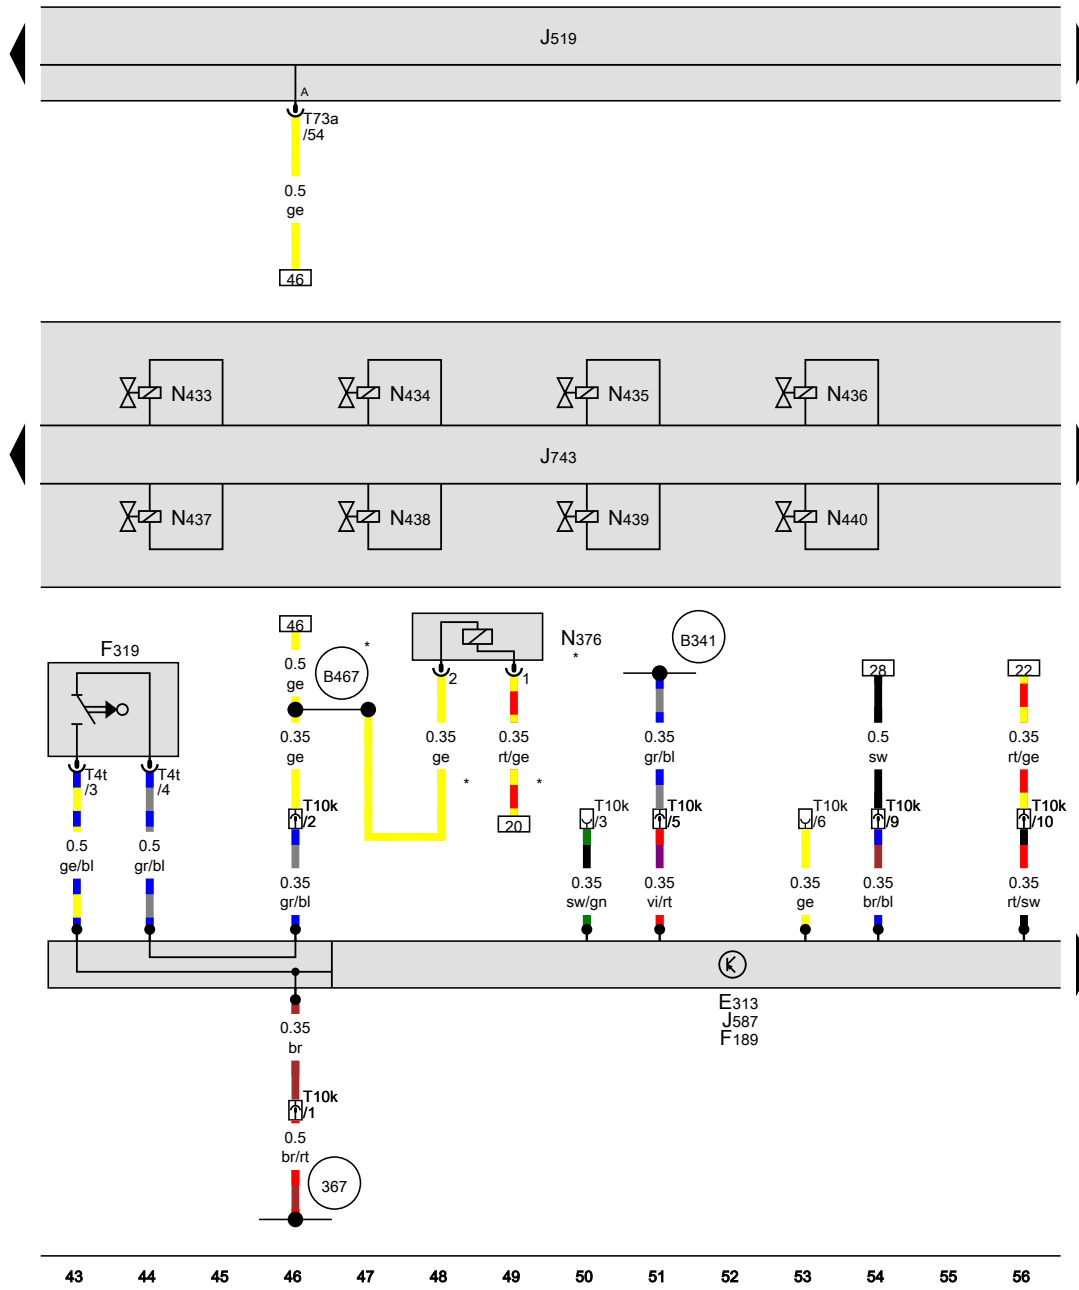 J519
A
T73a
/54
0.5
ge
46
N433
N434
N435
N436
J743
N437
N438
N439
N440
F319
46
0.5
ge
*
B467
N376
*
B341
2
1
28
22
T4t
/3
T4t
/4
0.35
ge
0.35
ge
*
0.35
rt/ge
*
0.35
gr/bl
0.5
sw
0.35
rt/ge
T10k
/2
20
T10k
/3
T10k
/5
T10k
/6
T10k
/9
T10k
/10
0.5
ge/bl
0.5
gr/bl
0.35
gr/bl
0.35
sw/gn
0.35
vi/rt
0.35
ge
0.35
br/bl
0.35
rt/sw
E313
J587
F189
0.35
br
T10k
/1
0.5
br/rt
367
43 44 45 46 47 48 49 50 51 52 53 54 55 56